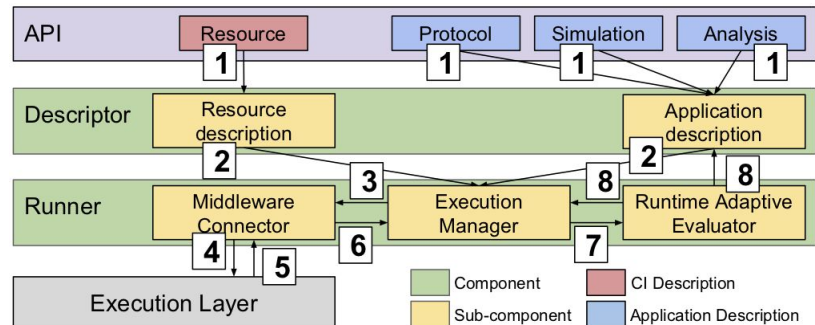 API
Resource
Protocol
Simulation
Analysis
1
1
1
1
Descriptor
Resource
description
Application
description
2
2
3
8
8
Runner
Middleware
Connector
Execution
Manager
Runtime Adaptive
Evaluator
4
5
6
7
Execution Layer
Component
CI Description
Sub-component
Application Description